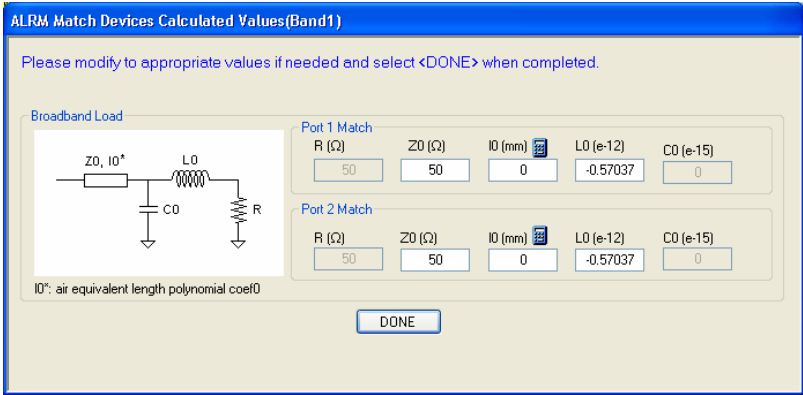 ALRM Match Devices Calculated Values(Band1)
Please modify to appropriate values if needed and select <DONE> when completed.
Broadband Load
Z0, l0*
L0
C0
R
l0*: air equivalent length polynomial coef0
Port 1 Match
R (Ω) Z0 (Ω) l0 (mm) L0 (e-12) C0 (e-15)
50 50 0 -0.57037 0
Port 2 Match
R (Ω) Z0 (Ω) l0 (mm) L0 (e-12) C0 (e-15)
50 50 0 -0.57037 0
DONE